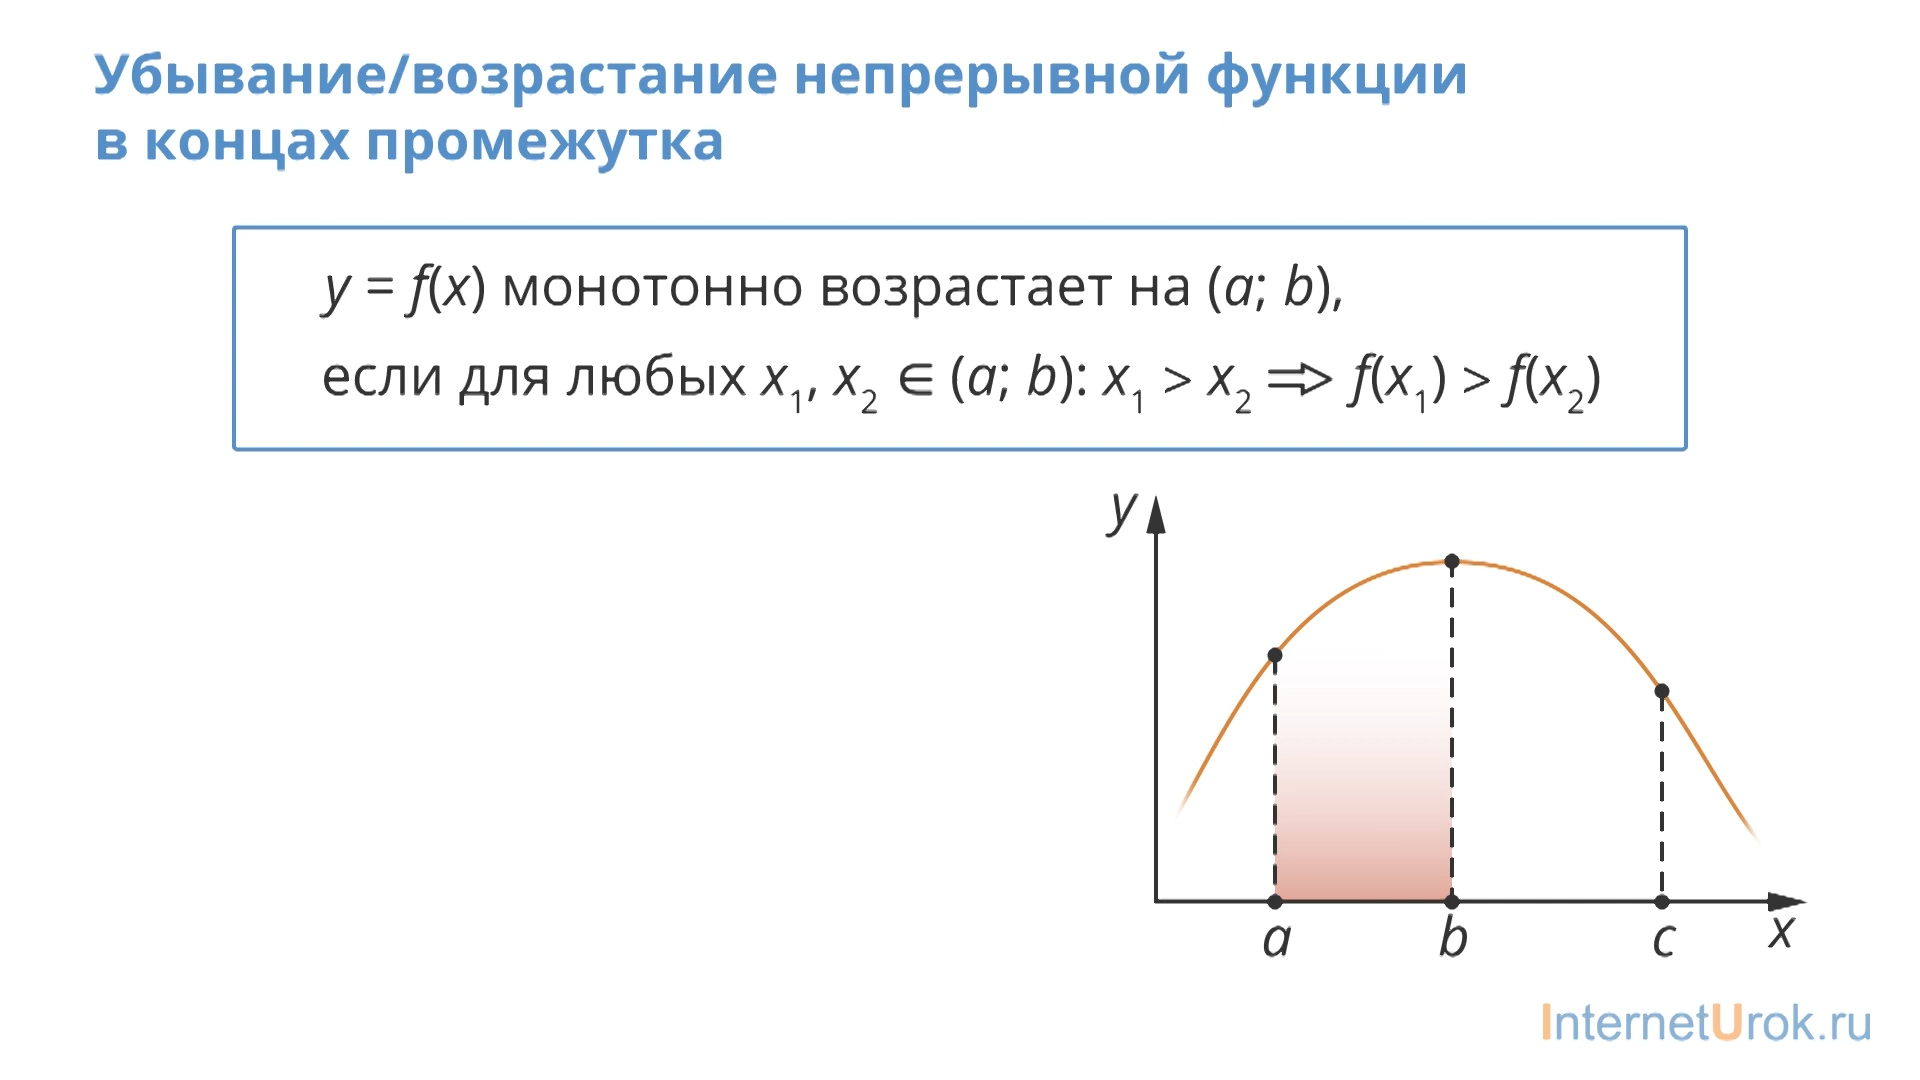 Убывание/возрастание непрерывной функции
в концах промежутка
y = f(x) монотонно возрастает на (a; b),
если для любых x₁, x₂ ∈ (a; b): x₁ > x₂ ⇒ f(x₁) > f(x₂)
y
a
b
c
x
InternetUrok.ru